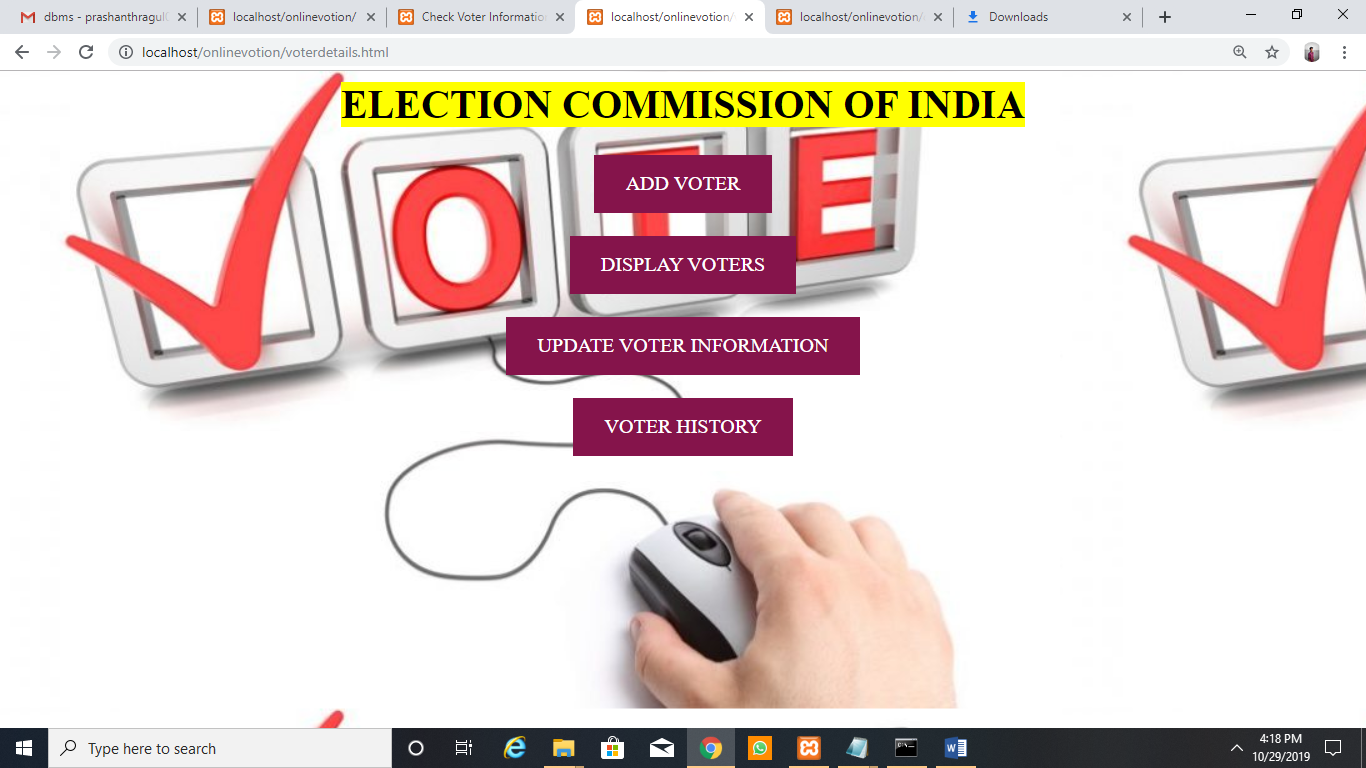 dbms - prashanthragul
localhost/onlinevotion/
Check Voter Information
localhost/onlinevotion/
localhost/onlinevotion/
Downloads
localhost/onlinevotion/voterdetails.html
ELECTION COMMISSION OF INDIA
O T E
ADD VOTER
DISPLAY VOTERS
UPDATE VOTER INFORMATION
VOTER HISTORY
Type here to search
4:18 PM
10/29/2019